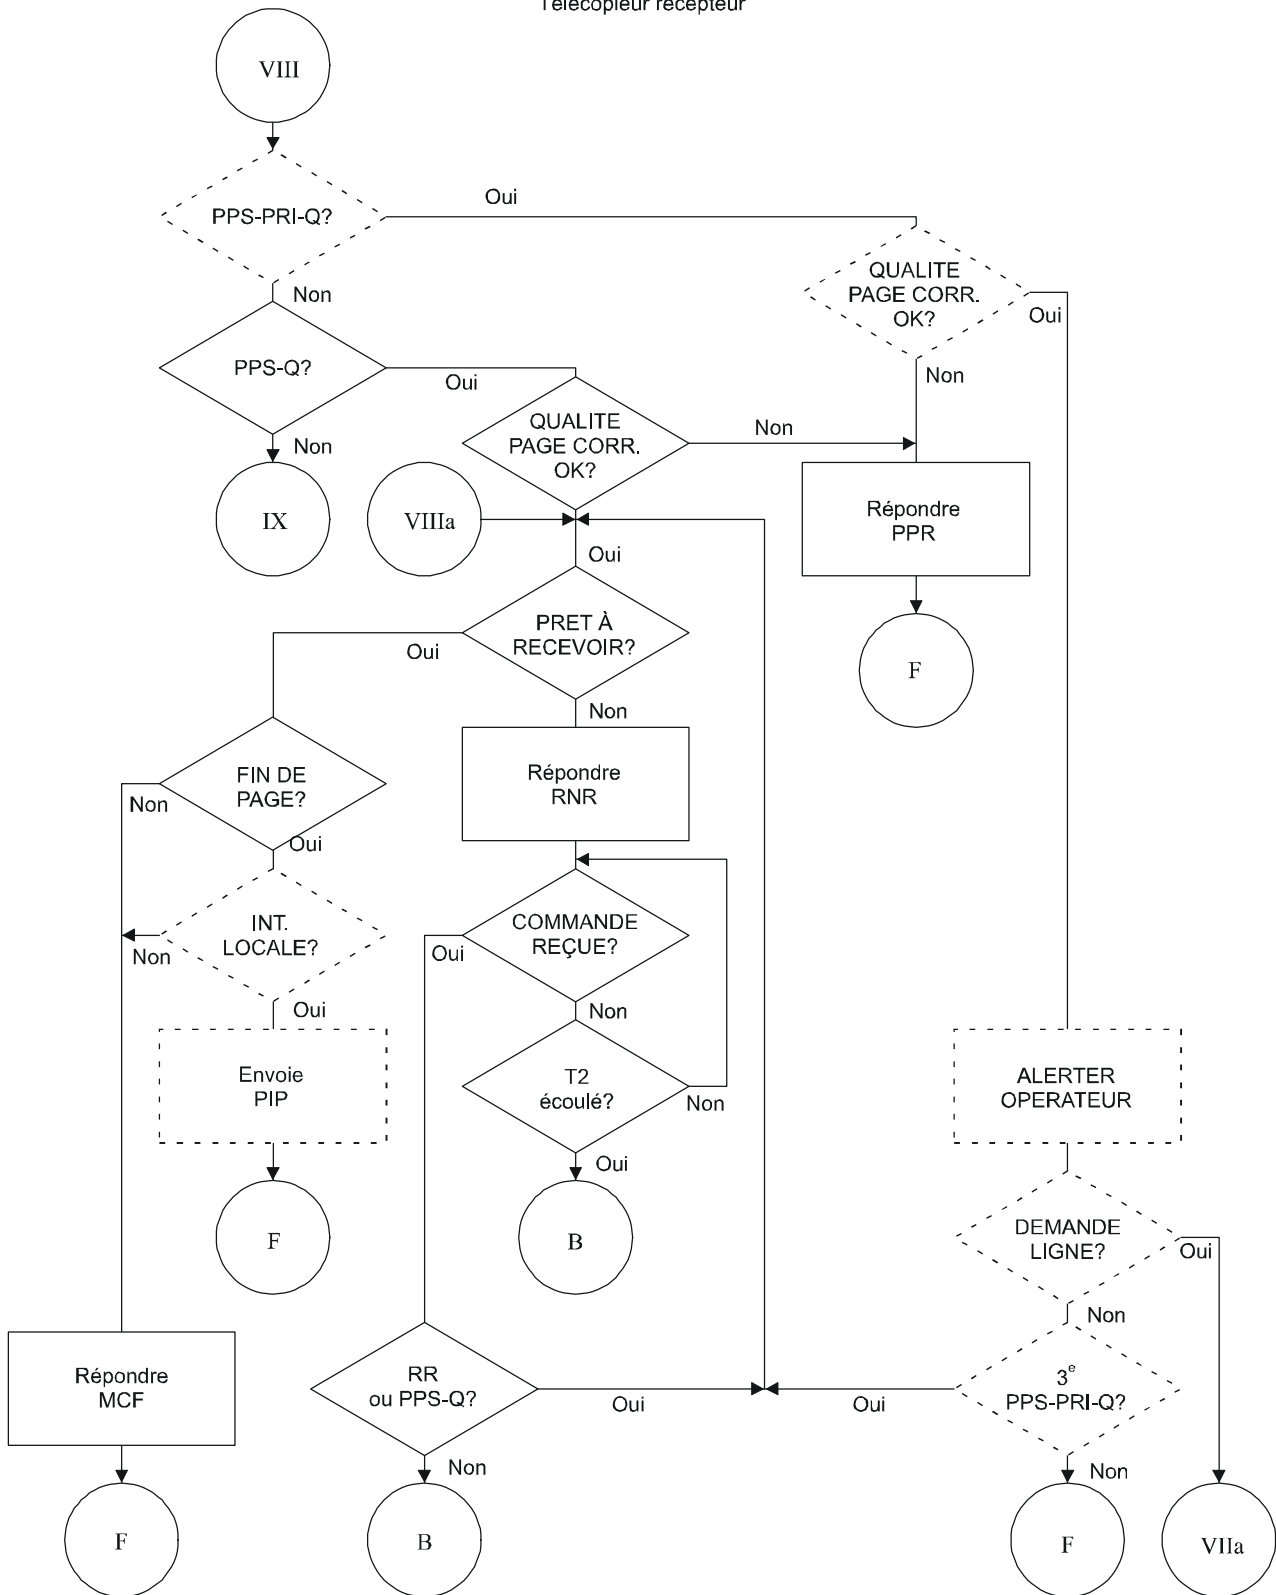 Télécopieur récepteur
VIII
PPS-PRI-Q?
Oui
Non
QUALITE
PAGE CORR.
OK?
Oui
Non
PPS-Q?
Oui
Non
QUALITE
PAGE CORR.
OK?
Non
Oui
IX
VIIIa
Répondre
PPR
F
PRET À
RECEVOIR?
Oui
Non
FIN DE
PAGE?
Non
Oui
Répondre
RNR
INT.
LOCALE?
Non
Oui
COMMANDE
REÇUE?
Oui
Non
Envoie
PIP
T2
écoulé?
Non
Oui
ALERTER
OPERATEUR
F
B
DEMANDE
LIGNE?
Oui
Non
Répondre
MCF
RR
ou PPS-Q?
Oui
Non
3e
PPS-PRI-Q?
Oui
Non
F
B
F
VIIa